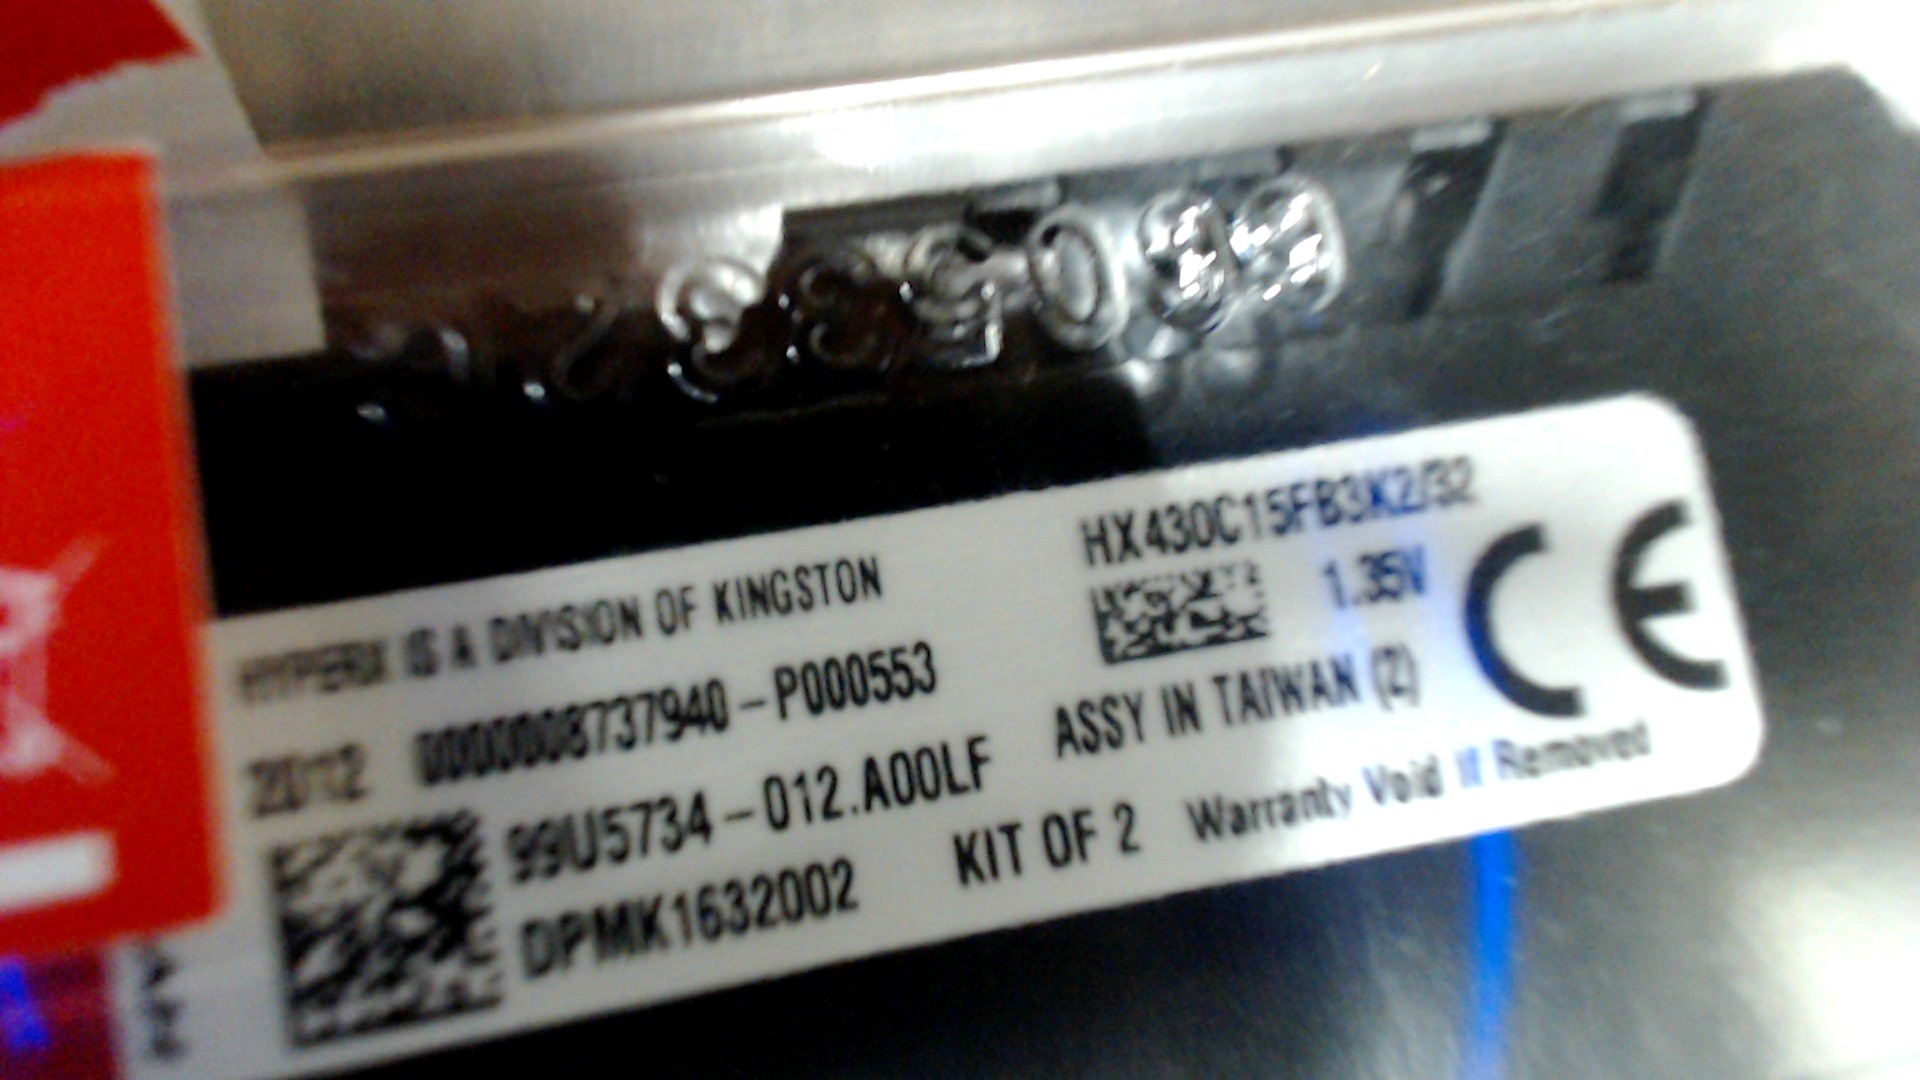 HX430C15FB3K2/32
HYPERX IS A DIVISION OF KINGSTON
1.35V
CE
2012 0000008737940-P000553
ASSY IN TAIWAN (2)
99U5734-012.A00LF
KIT OF 2 Warranty Void If Removed
DPMK1632002